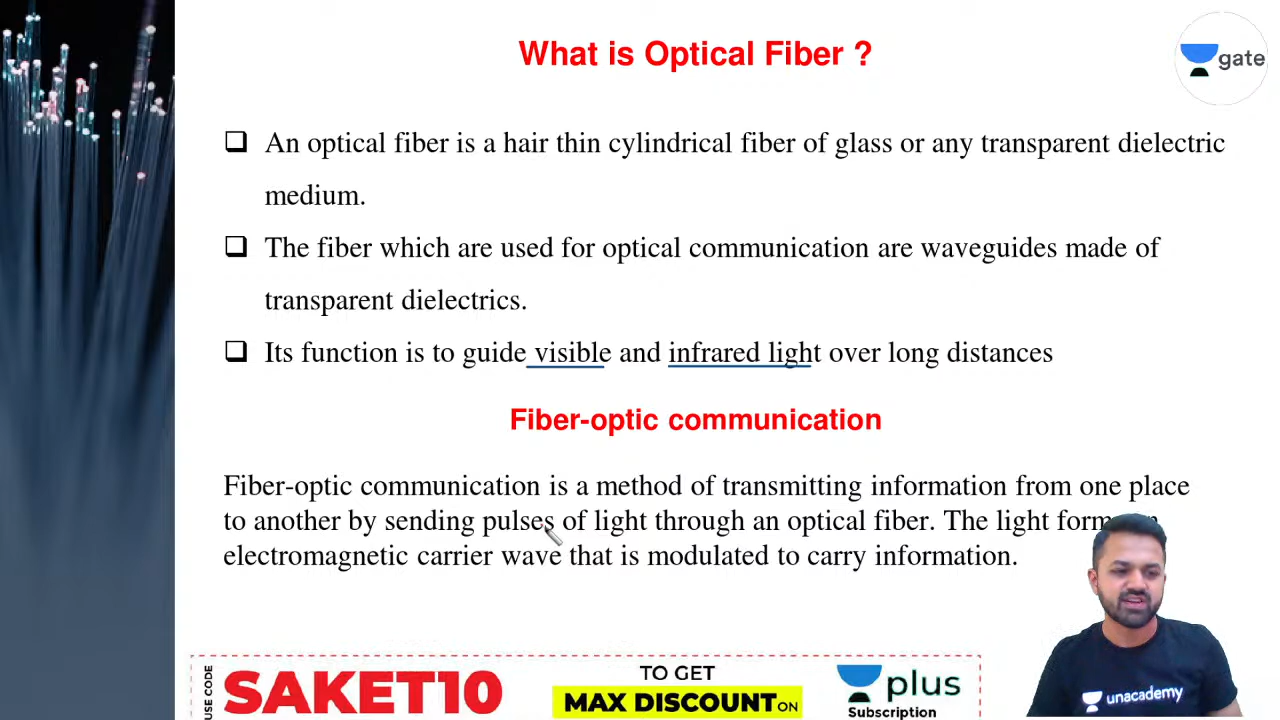 What is Optical Fiber ?
gate
❑ An optical fiber is a hair thin cylindrical fiber of glass or any transparent dielectric
medium.
❑ The fiber which are used for optical communication are waveguides made of
transparent dielectrics.
❑ Its function is to guide visible and infrared light over long distances
Fiber-optic communication
Fiber-optic communication is a method of transmitting information from one place
to another by sending pulses of light through an optical fiber. The light
electromagnetic carrier wave that is modulated to carry information.
USE CODE
SAKET10
TO GET
MAX DISCOUNT ON
plus
Subscription
unacademy